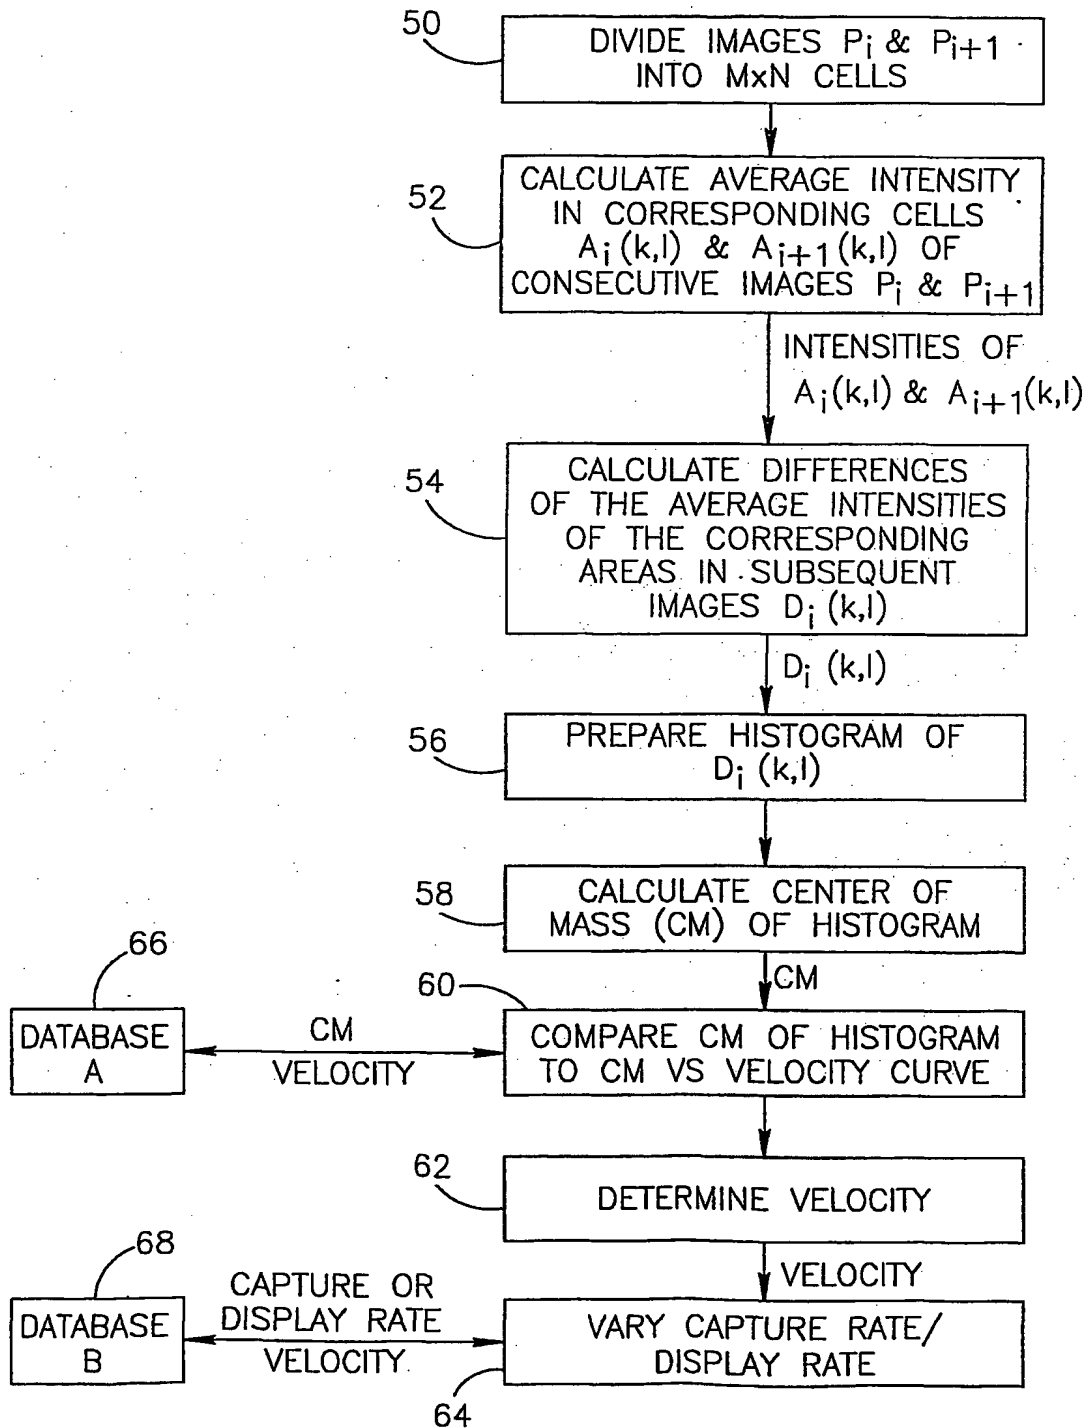 50
DIVIDE IMAGES Pi & Pi+1
INTO MxN CELLS
52
CALCULATE AVERAGE INTENSITY
IN CORRESPONDING CELLS
Ai(k,l) & Ai+1(k,l) OF
CONSECUTIVE IMAGES Pi & Pi+1
INTENSITIES OF
Ai(k,l) & Ai+1(k,l)
54
CALCULATE DIFFERENCES
OF THE AVERAGE INTENSITIES
OF THE CORRESPONDING
AREAS IN SUBSEQUENT
IMAGES Di (k,l)
Di (k,l)
56
PREPARE HISTOGRAM OF
Di (k,l)
58
CALCULATE CENTER OF
MASS (CM) OF HISTOGRAM
CM
66
DATABASE
A
CM
VELOCITY
60
COMPARE CM OF HISTOGRAM
TO CM VS VELOCITY CURVE
62
DETERMINE VELOCITY
VELOCITY
68
DATABASE
B
CAPTURE OR
DISPLAY RATE
VELOCITY
VARY CAPTURE RATE/
DISPLAY RATE
64